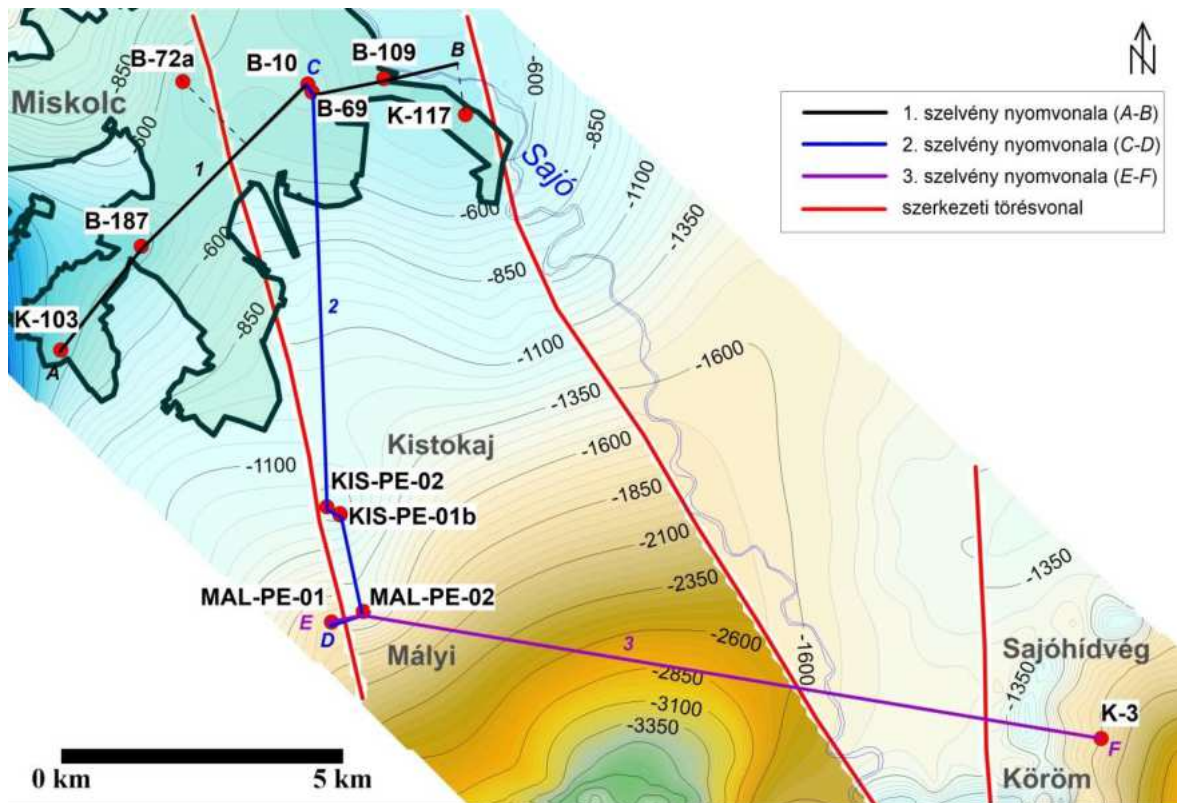 B-72a
B-10
C
B-109
B
-850
-600
-600
N
Miskolc
B-69
K-117
-850
1. szelvény nyomvonala (A-B)
2. szelvény nyomvonala (C-D)
3. szelvény nyomvonala (E-F)
szerkezeti törésvonal
1
Sajó
-1100
-600
-1350
B-187
-600
-850
2
K-103
-850
A
-1100
-1600
-1350
Kistokaj
-1600
-1100
KIS-PE-02
-1850
KIS-PE-01b
-2100
-2350
-1350
MAL-PE-01
MAL-PE-02
E
D
-2600
-1600
Mályi
3
Sajóhídvég
-2850
-1350
-3100
-3350
K-3
F
0 km
5 km
Köröm